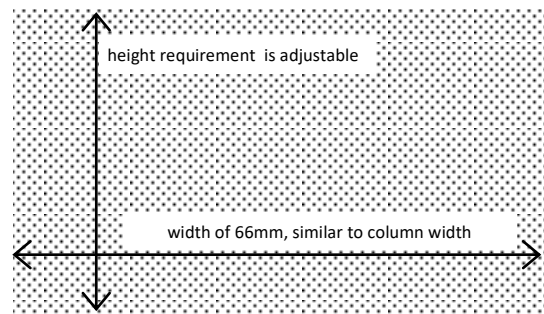 height requirement is adjustable
width of 66mm, similar to column width